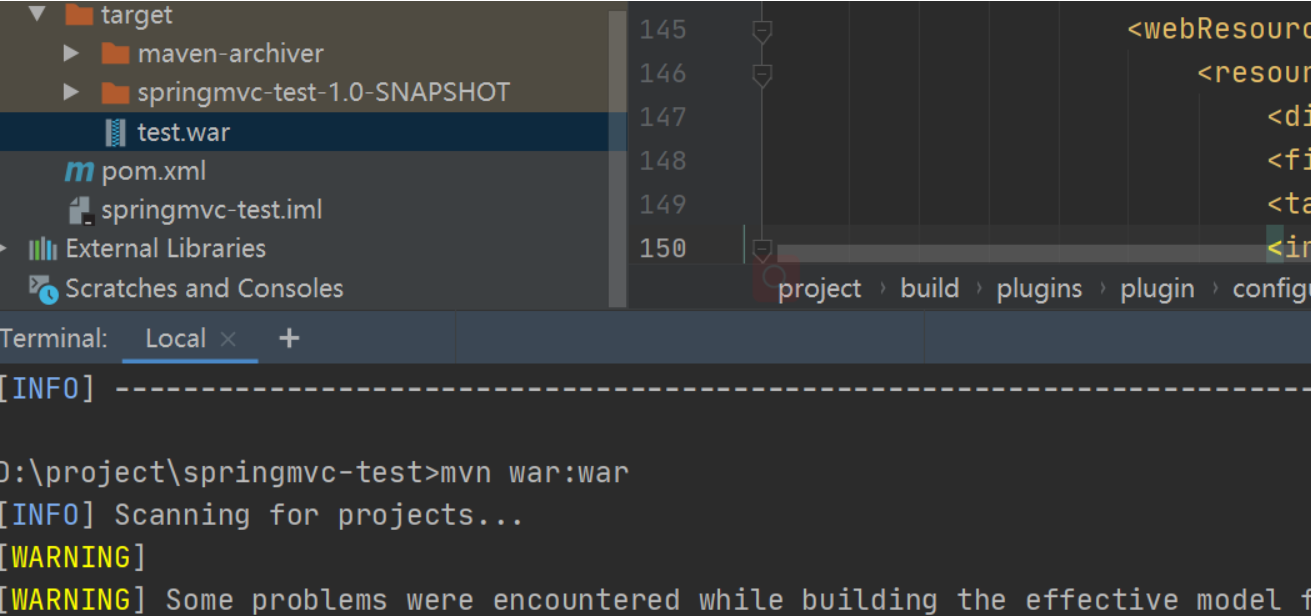 target
maven-archiver
springmvc-test-1.0-SNAPSHOT
test.war
pom.xml
springmvc-test.iml
External Libraries
Scratches and Consoles
145 <webResourc
146 <resour
147 <di
148 <fi
149 <ta
150 <in
project › build › plugins › plugin › configu
Terminal: Local × +
[INFO] ----------------------------------------------------------------------
D:\project\springmvc-test>mvn war:war
[INFO] Scanning for projects...
[WARNING]
[WARNING] Some problems were encountered while building the effective model f